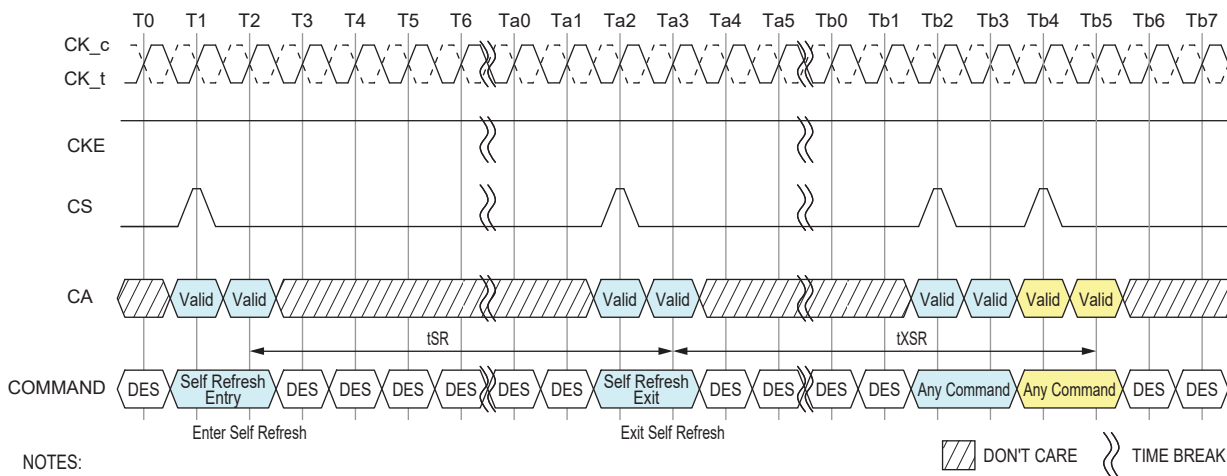 T0 T1 T2 T3 T4 T5 T6 Ta0 Ta1 Ta2 Ta3 Ta4 Ta5 Tb0 Tb1 Tb2 Tb3 Tb4 Tb5 Tb6 Tb7
CK_c
CK_t
CKE
CS
CA Valid Valid Valid Valid Valid Valid Valid Valid
tSR tXSR
COMMAND DES Self Refresh Entry DES DES DES DES DES DES Self Refresh Exit DES DES DES DES Any Command Any Command DES DES
Enter Self Refresh Exit Self Refresh
NOTES: DON'T CARE TIME BREAK